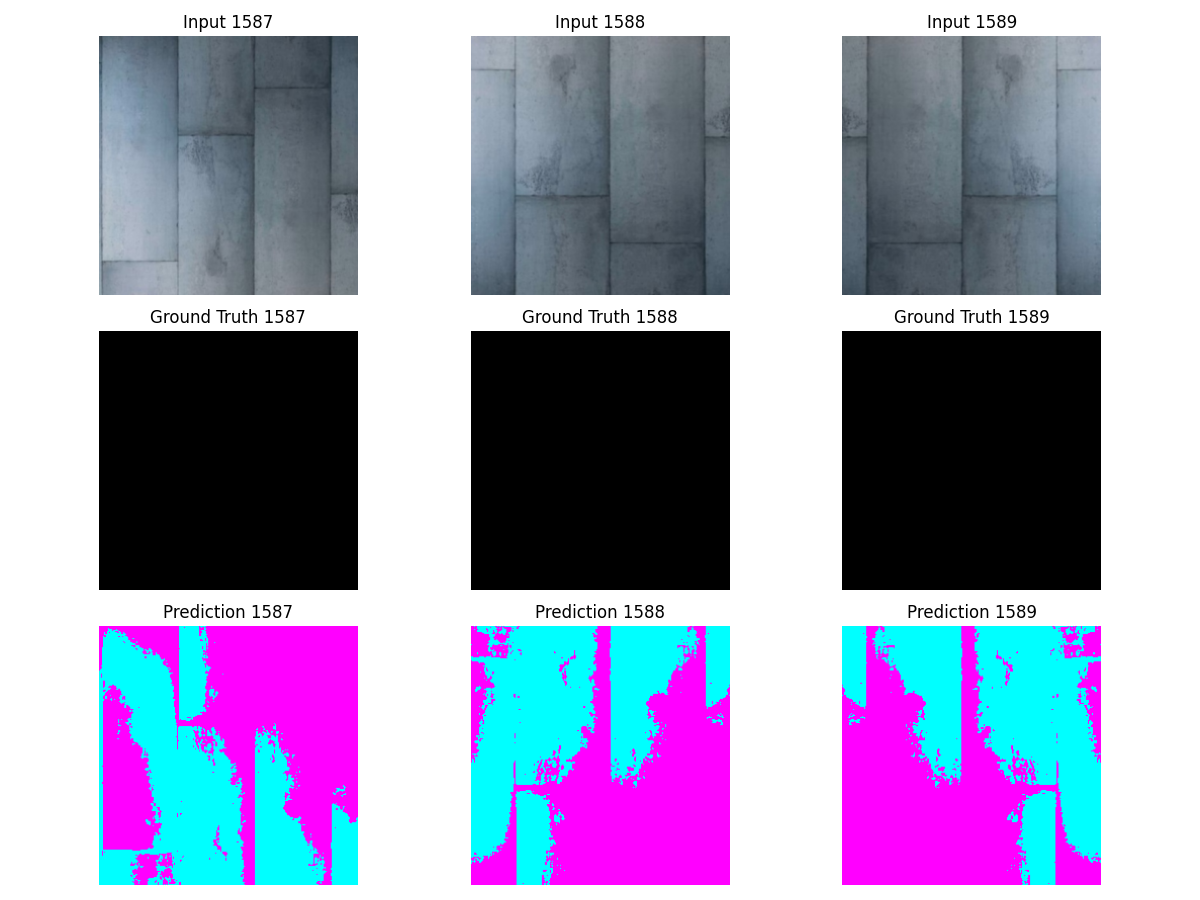 Input 1587
Input 1588
Input 1589
Ground Truth 1587
Ground Truth 1588
Ground Truth 1589
Prediction 1587
Prediction 1588
Prediction 1589